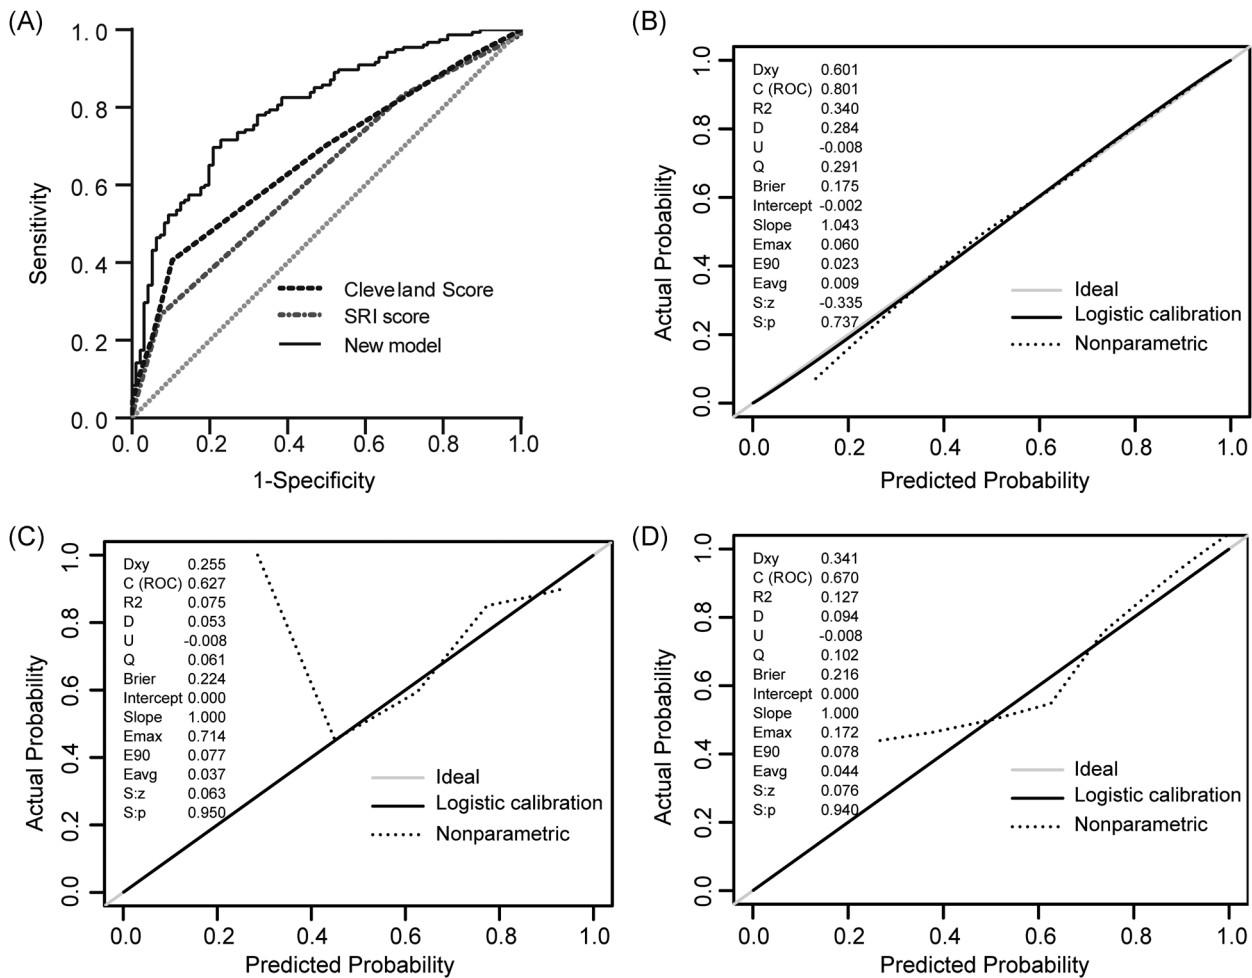 (A)
1.0
0.8
0.6
0.4
0.2
0.0
Sensitivity
Cleveland Score
SRI score
New model
0. 0.2 0.4 0.6 0.8 1.0
1-Specificity
(B)
1.0
0.8
0.6
0.4
0.2
0.0
Actual Probability
Dxy 0.601
C (ROC) 0.801
R2 0.340
D 0.284
U -0.008
Q 0.291
Brier 0.175
Intercept -0.002
Slope 1.043
Emax 0.060
E90 0.023
Eavg 0.009
S:z -0.335
S:p 0.737
Ideal
Logistic calibration
Nonparametric
0.0 0.2 0.4 0.6 0.8 1.0
Predicted Probability
(C)
1.0
0.8
0.6
0.4
0.2
0.0
Actual Probability
Dxy 0.255
C (ROC) 0.627
R2 0.075
D 0.053
U -0.008
Q 0.061
Brier 0.224
Intercept 0.000
Slope 1.000
Emax 0.714
E90 0.077
Eavg 0.037
S:z 0.063
S:p 0.950
Ideal
Logistic calibration
Nonparametric
0.0 0.2 0.4 0.6 0.8 1.0
Predicted Probability
(D)
1.0
0.8
0.6
0.4
0.2
0.0
Actual Probability
Dxy 0.341
C (ROC) 0.670
R2 0.127
D 0.094
U -0.008
Q 0.102
Brier 0.216
Intercept 0.000
Slope 1.000
Emax 0.172
E90 0.078
Eavg 0.044
S:z 0.076
S:p 0.940
Ideal
Logistic calibration
Nonparametric
0.0 0.2 0.4 0.6 0.8 1.0
Predicted Probability